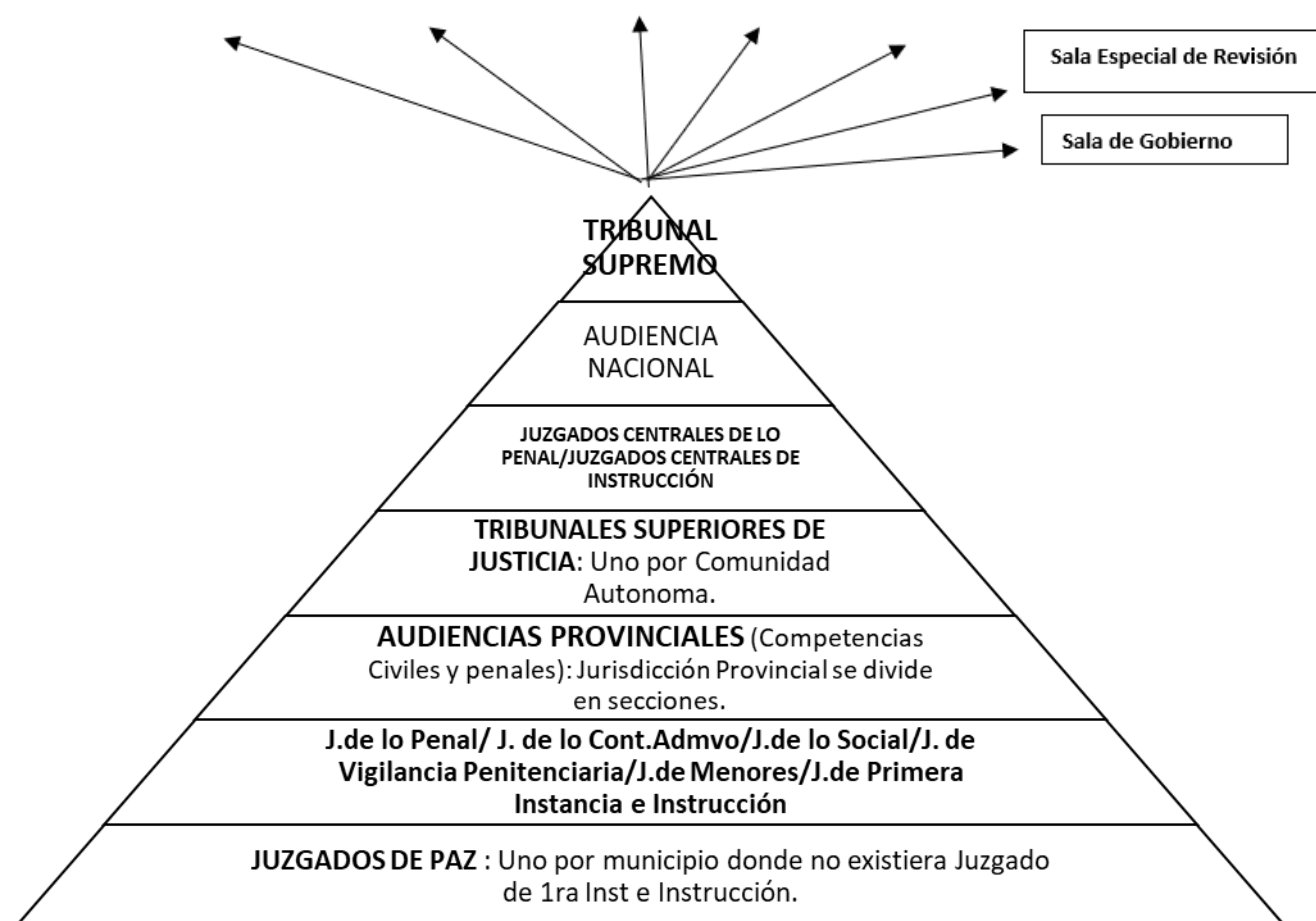 Sala Especial de Revisión
Sala de Gobierno
TRIBUNAL
SUPREMO
AUDIENCIA
NACIONAL
JUZGADOS CENTRALES DE LO
PENAL/JUZGADOS CENTRALES DE
INSTRUCCIÓN
TRIBUNALES SUPERIORES DE
JUSTICIA: Uno por Comunidad
Autonoma.
AUDIENCIAS PROVINCIALES (Competencias
Civiles y penales): Jurisdicción Provincial se divide
en secciones.
J.de lo Penal/ J. de lo Cont.Admvo/J.de lo Social/J. de
Vigilancia Penitenciaria/J.de Menores/J.de Primera
Instancia e Instrucción
JUZGADOS DE PAZ : Uno por municipio donde no existiera Juzgado
de 1ra Inst e Instrucción.